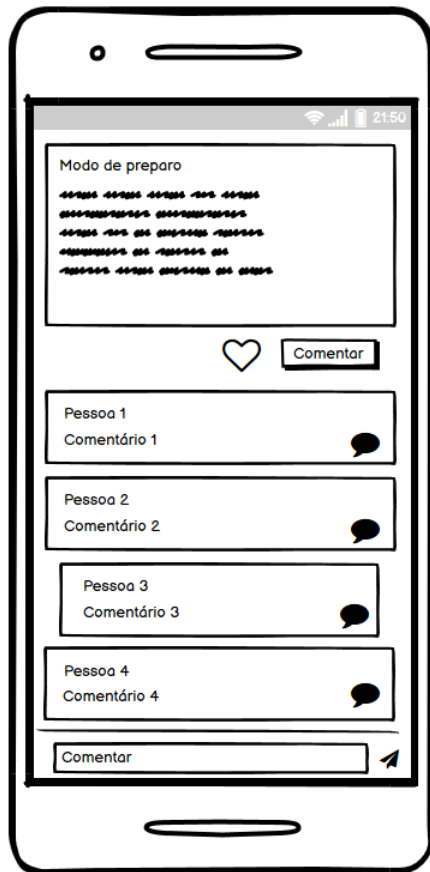 21:50
Modo de preparo
Comentar
Pessoa 1
Comentário 1
Pessoa 2
Comentário 2
Pessoa 3
Comentário 3
Pessoa 4
Comentário 4
Comentar